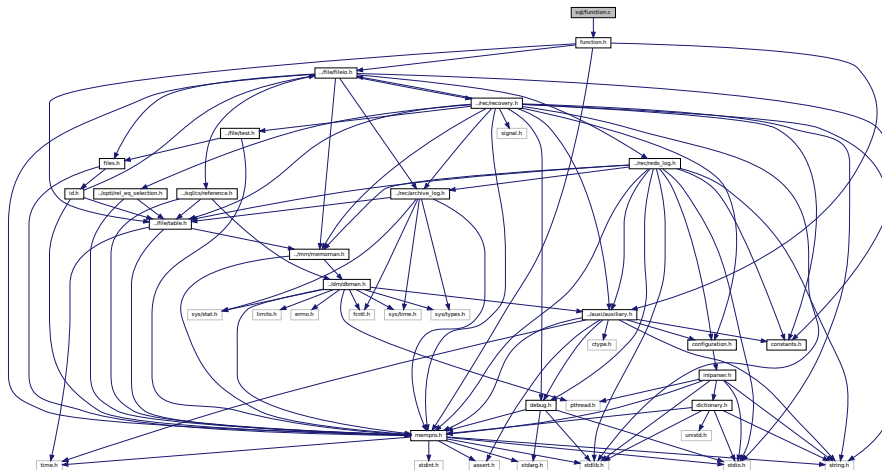 sql/function.c
function.h
../file/fileio.h
../rec/recovery.h
../file/test.h
signal.h
files.h
../rec/redo_log.h
id.h
../opti/rel_eq_selection.h
../sql/cs/reference.h
../rec/archive_log.h
../file/table.h
../mm/memoman.h
../dm/dbman.h
sys/stat.h
limits.h
errno.h
fcntl.h
sys/time.h
sys/types.h
../auxi/auxiliary.h
ctype.h
configuration.h
constants.h
iniparser.h
debug.h
pthread.h
dictionary.h
mempro.h
unistd.h
time.h
stdint.h
assert.h
stdarg.h
stdlib.h
stdio.h
string.h